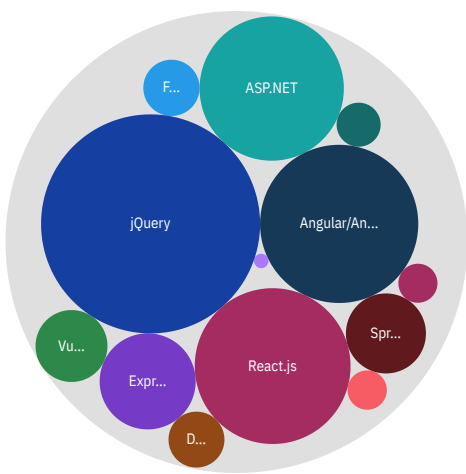 F...
ASP.NET
jQuery
Angular/An...
Vu...
Expr...
React.js
Spr...
D...